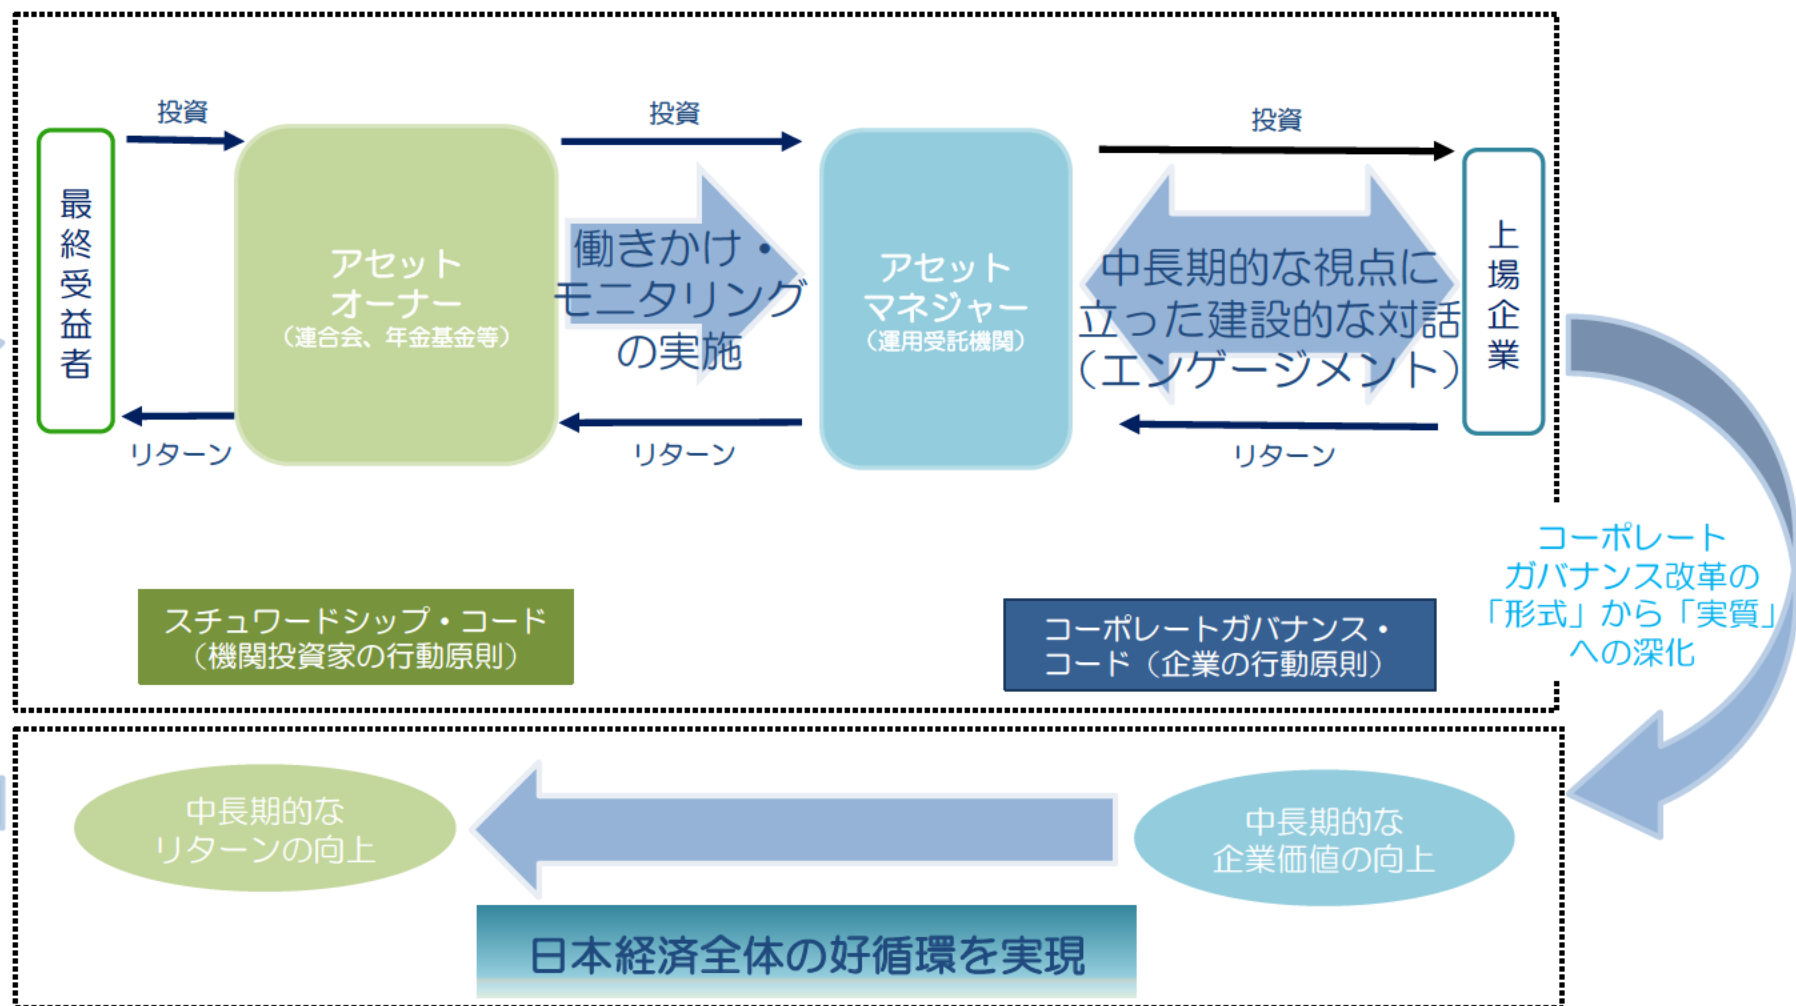 投資
投資
投資
最終受益者
アセット
オーナー
（連合会、年金基金等）
働きかけ・
モニタリング
の実施
アセット
マネジャー
（運用受託機関）
中長期的な視点に
立った建設的な対話
（エンゲージメント）
上場企業
リターン
リターン
リターン
コーポレート
ガバナンス改革の
「形式」から「実質」
への深化
スチュワードシップ・コード
（機関投資家の行動原則）
コーポレートガバナンス・
コード（企業の行動原則）
中長期的な
リターンの向上
中長期的な
企業価値の向上
日本経済全体の好循環を実現